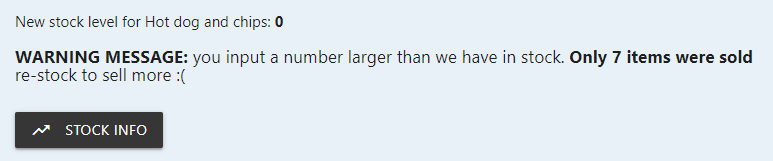 New stock level for Hot dog and chips: 0
WARNING MESSAGE: you input a number larger than we have in stock. Only 7 items were sold
re-stock to sell more :(
STOCK INFO